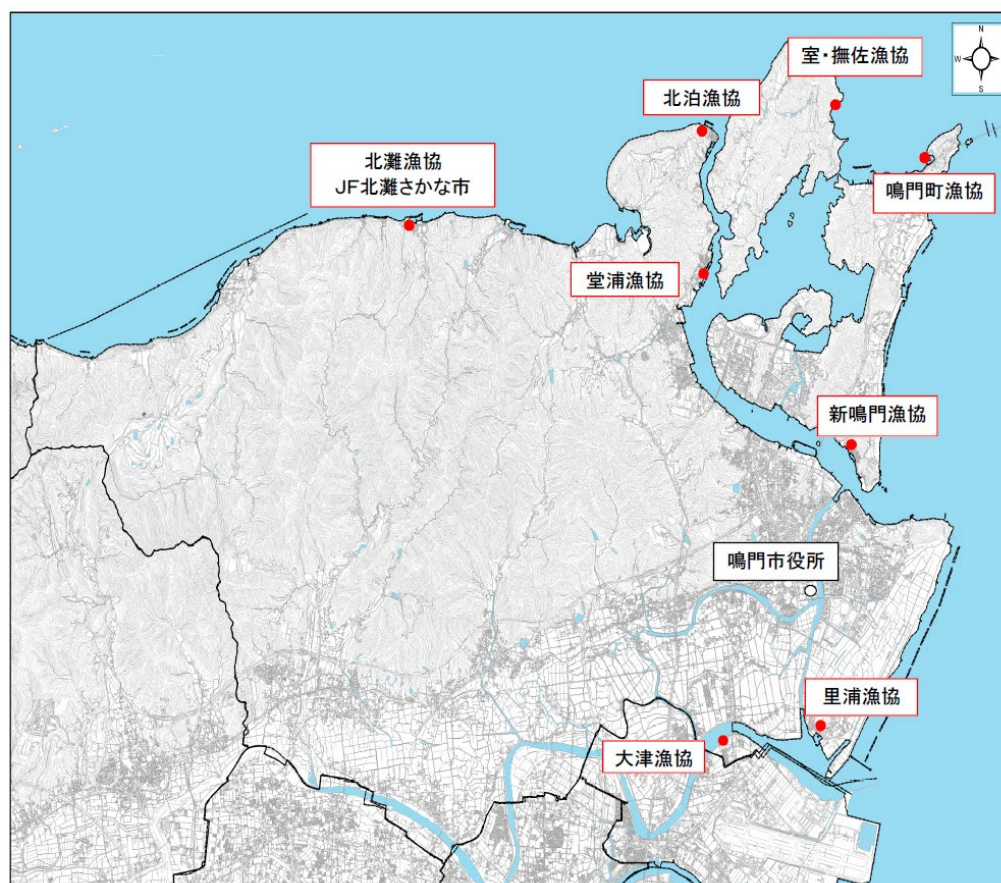 N
W
E
S
室・撫佐漁協
北泊漁協
鳴門町漁協
北灘漁協
JF北灘さかな市
堂浦漁協
新鳴門漁協
鳴門市役所
里浦漁協
大津漁協